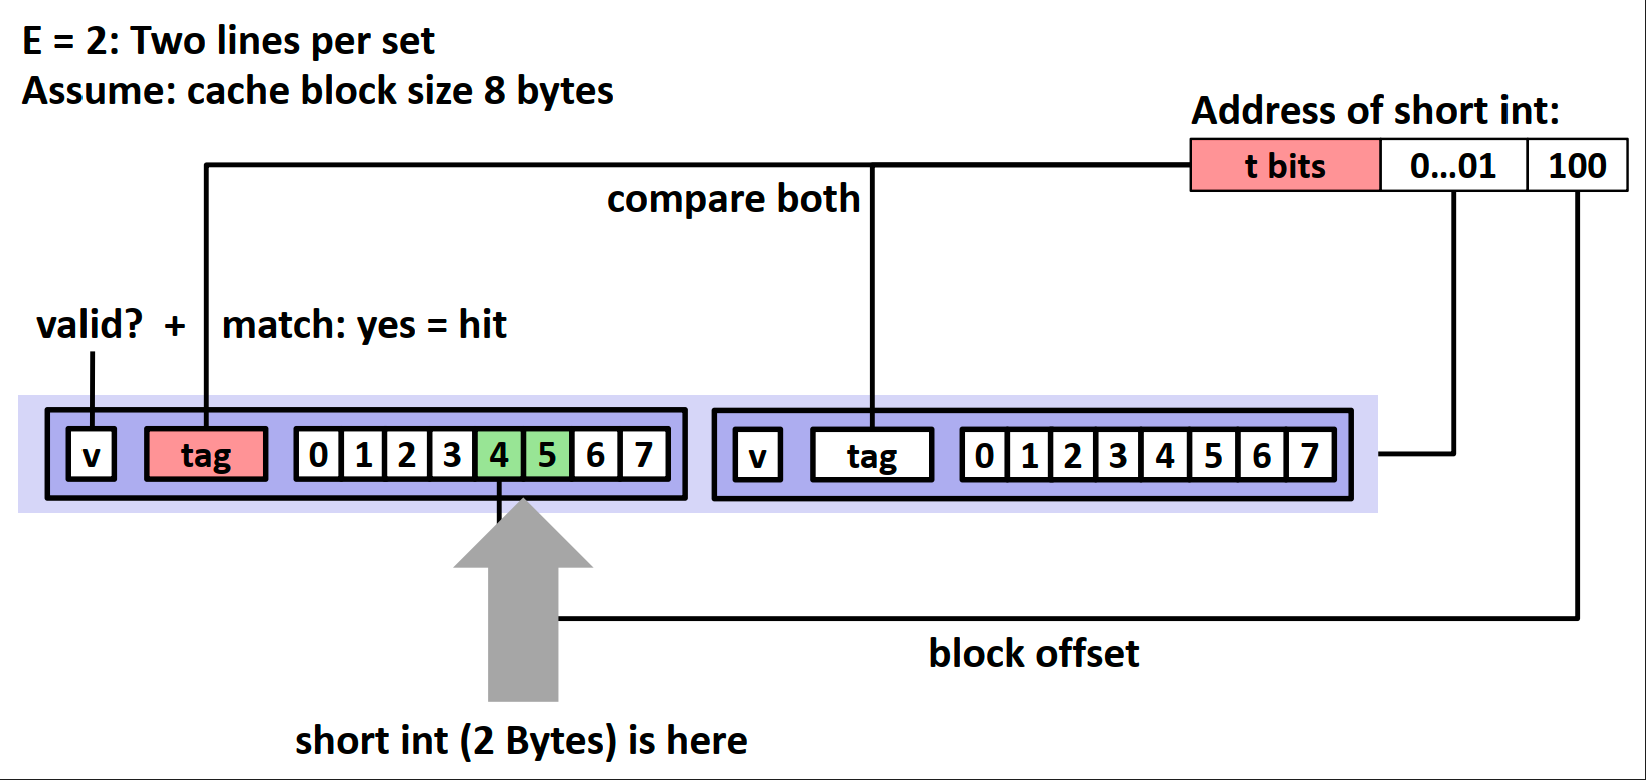 E = 2: Two lines per set
Assume: cache block size 8 bytes
Address of short int:
t bits 0...01 100
compare both
valid? + match: yes = hit
v tag 0 1 2 3 4 5 6 7 v tag 0 1 2 3 4 5 6 7
block offset
short int (2 Bytes) is here